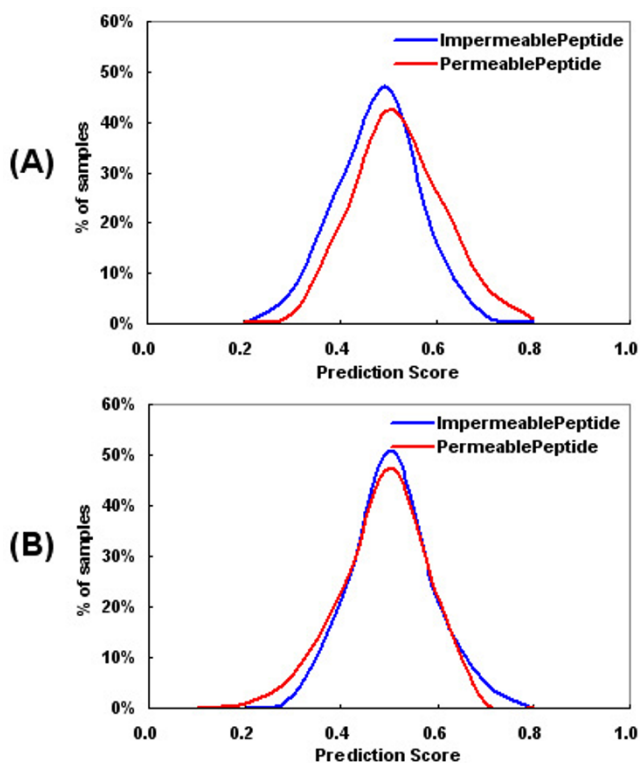 (A)
% of samples
60%
50%
40%
30%
20%
10%
0%
ImpermeablePeptide
PermeablePeptide
0.0 0.2 0.4 0.6 0.8 1.0
Prediction Score
(B)
% of samples
60%
50%
40%
30%
20%
10%
0%
ImpermeablePeptide
PermeablePeptide
0.0 0.2 0.4 0.6 0.8 1.0
Prediction Score